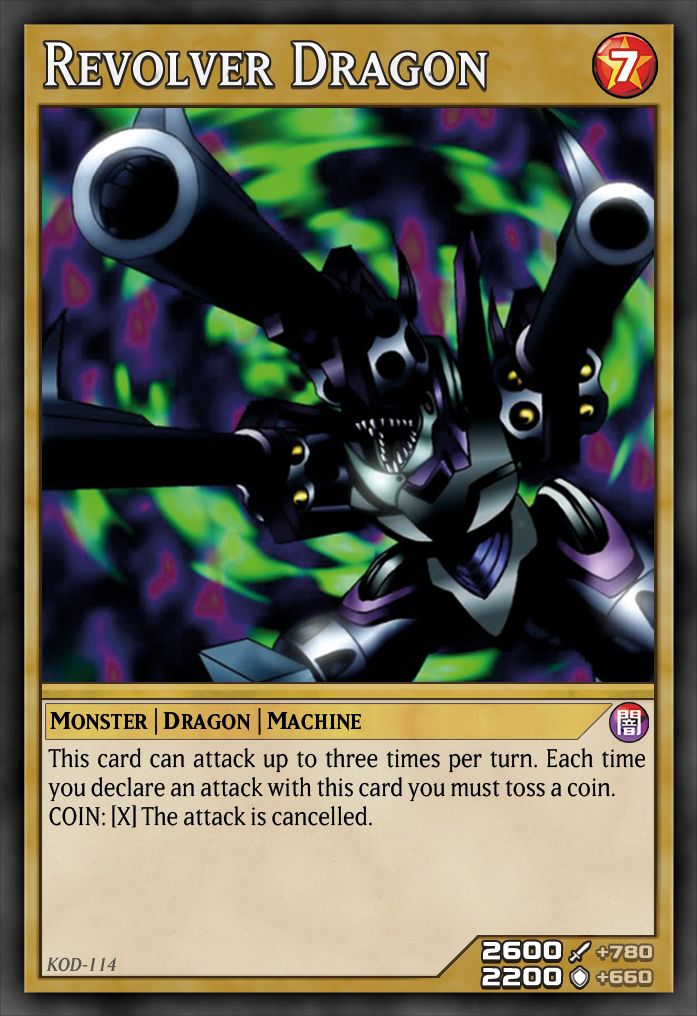 Revolver Dragon
7
Monster | Dragon | Machine
闇
This card can attack up to three times per turn. Each time
you declare an attack with this card you must toss a coin.
COIN: [X] The attack is cancelled.
KOD-114
2600 +780
2200 +660